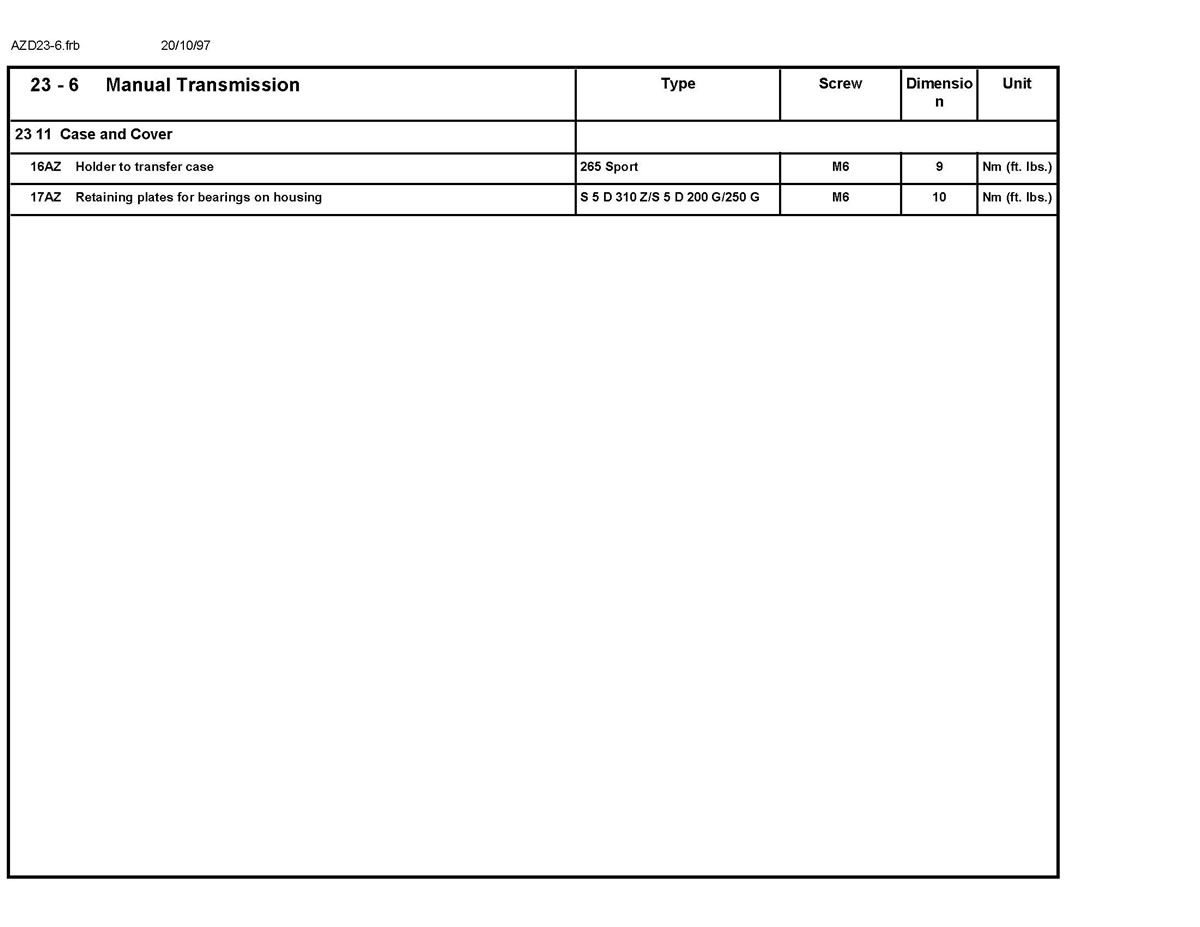 AZD23-6.frb 20/10/97
23 - 6 Manual Transmission Type Screw Dimensio Unit
n
23 11 Case and Cover
16AZ Holder to transfer case 265 Sport M6 9 Nm (ft. lbs.)
17AZ Retaining plates for bearings on housing S 5 D 310 Z/S 5 D 200 G/250 G M6 10 Nm (ft. lbs.)